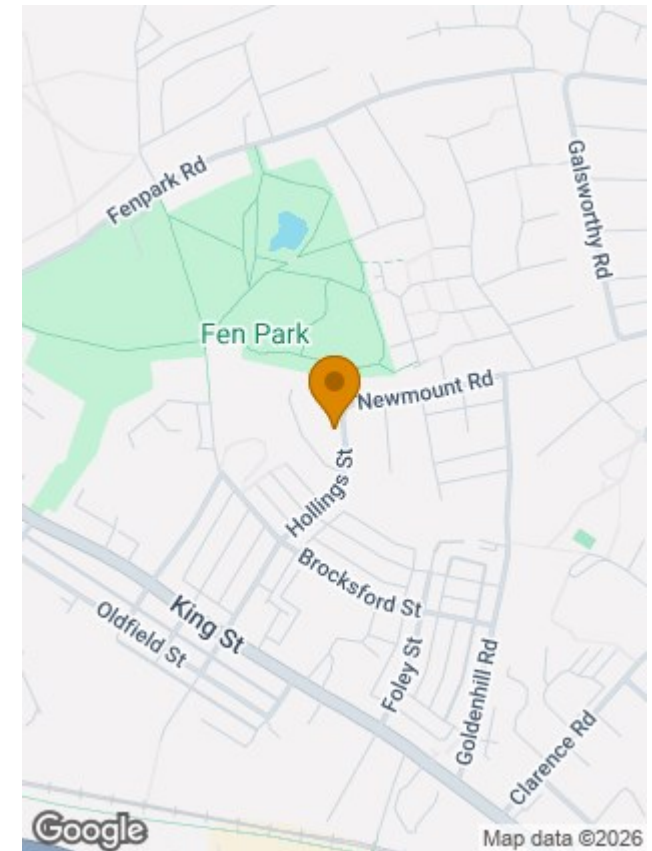 Fenpark Rd
Galsworthy Rd
Fen Park
Newmount Rd
Hollings St
Brocksford St
King St
Oldfield St
Foley St
Goldenhill Rd
Clarence Rd
Google
Map data ©2026